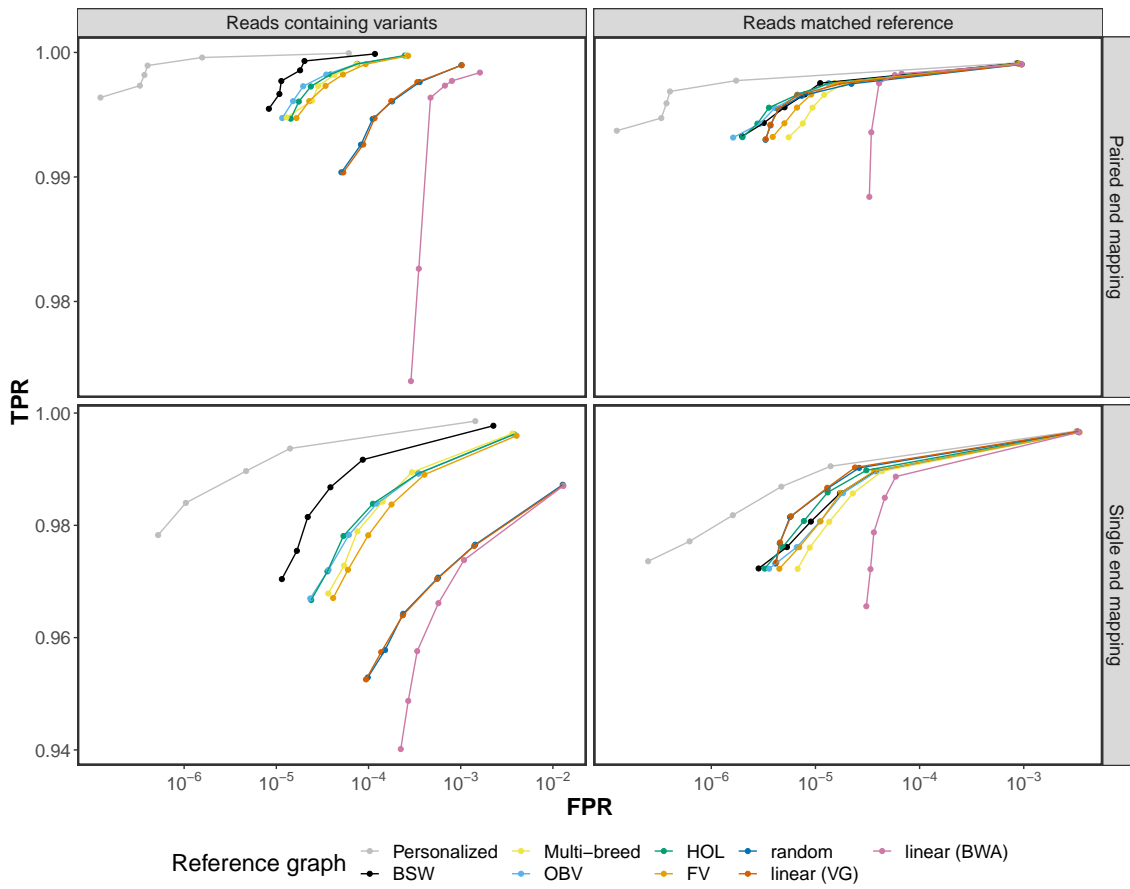 Reads containing variants
Reads matched reference
1.00
0.99
0.98
Paired end mapping
TPR
1.00
0.98
0.96
0.94
Single end mapping
10⁻⁶ 10⁻⁵ 10⁻⁴ 10⁻³ 10⁻²
10⁻⁶ 10⁻⁵ 10⁻⁴ 10⁻³
FPR
Reference graph
Personalized Multi-breed HOL random linear (BWA)
BSW OBV FV linear (VG)